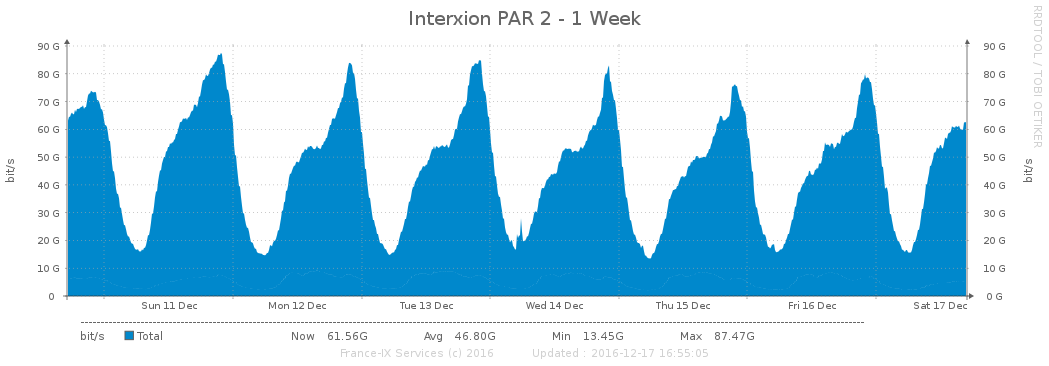 Interxion PAR 2 - 1 Week
RRDTOOL / TOBI OETIKER
bit/s
bit/s
90 G 90 G
80 G 80 G
70 G 70 G
60 G 60 G
50 G 50 G
40 G 40 G
30 G 30 G
20 G 20 G
10 G 10 G
0 0 G
Sun 11 Dec Mon 12 Dec Tue 13 Dec Wed 14 Dec Thu 15 Dec Fri 16 Dec Sat 17 Dec
bit/s Total Now 61.56G Avg 46.80G Min 13.45G Max 87.47G
France-IX Services (c) 2016 Updated : 2016-12-17 16:55:05